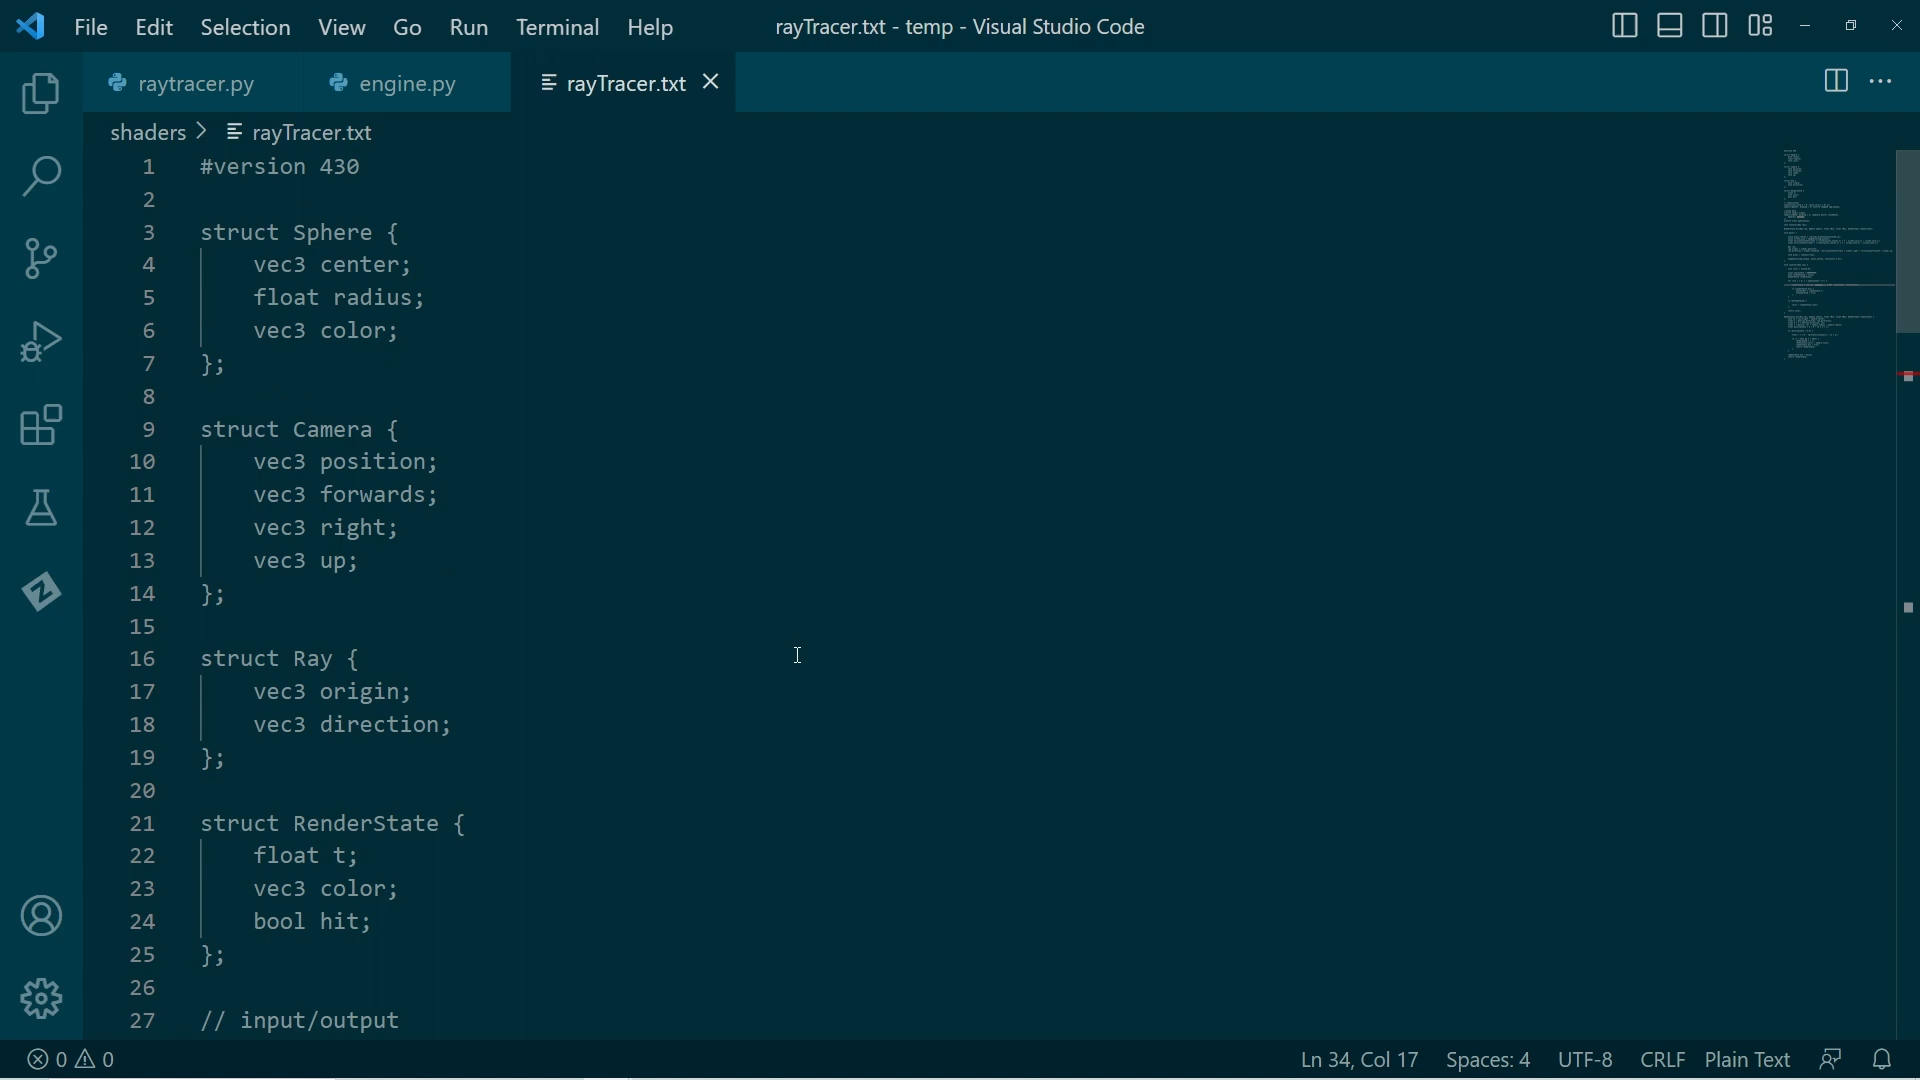 File Edit Selection View Go Run Terminal Help rayTracer.txt - temp - Visual Studio Code
raytracer.py engine.py rayTracer.txt
shaders > rayTracer.txt
1 #version 430
2
3 struct Sphere {
4 vec3 center;
5 float radius;
6 vec3 color;
7 };
8
9 struct Camera {
10 vec3 position;
11 vec3 forwards;
12 vec3 right;
13 vec3 up;
14 };
15
16 struct Ray {
17 vec3 origin;
18 vec3 direction;
19 };
20
21 struct RenderState {
22 float t;
23 vec3 color;
24 bool hit;
25 };
26
27 // input/output
0 0 Ln 34, Col 17 Spaces: 4 UTF-8 CRLF Plain Text